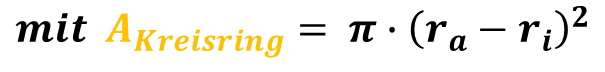 mit A_Kreisring = π · (r_a − r_i)²